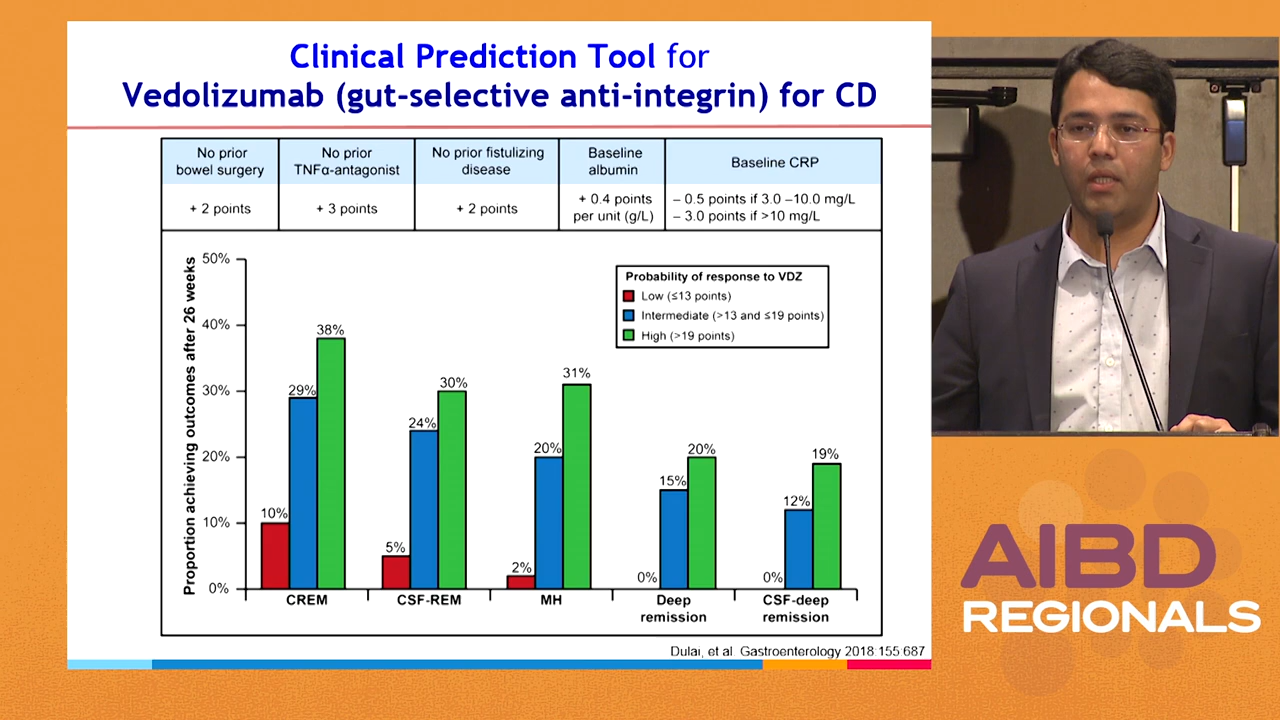 Clinical Prediction Tool for
Vedolizumab (gut-selective anti-integrin) for CD
No prior
bowel surgery
No prior
TNFα-antagonist
No prior fistulizing
disease
Baseline
albumin
Baseline CRP
+ 2 points
+ 3 points
+ 2 points
+ 0.4 points
per unit (g/L)
– 0.5 points if 3.0 –10.0 mg/L
– 3.0 points if >10 mg/L
Proportion achieving outcomes after 26 weeks
50%
40%
30%
20%
10%
0%
Probability of response to VDZ
Low (≤13 points)
Intermediate (>13 and ≤19 points)
High (>19 points)
10%
29%
38%
5%
24%
30%
2%
20%
31%
0%
15%
20%
0%
12%
19%
CREM
CSF-REM
MH
Deep
remission
CSF-deep
remission
Dulai, et al. Gastroenterology 2018:155:687
AIBD
REGIONALS